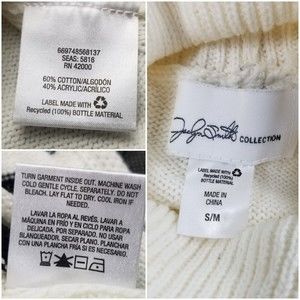 669748568137
SEAS: 5816
RN 42000
60% COTTON/ALGODÓN
40% ACRYLIC/ACRÍLICO
LABEL MADE WITH
Recycled (100%) BOTTLE MATERIAL
TURN GARMENT INSIDE OUT. MACHINE WASH
COLD GENTLE CYCLE. SEPARATELY. DO NOT
BLEACH. LAY FLAT TO DRY. COOL IRON IF
NEEDED.
LAVAR LA ROPA AL REVÉS. LAVAR A
MÁQUINA EN FRÍO Y EN CICLO PARA ROPA
DELICADA, POR SEPARADO. NO USAR
BLANQUEADOR. SECAR PLANO. PLANCHAR
CON UNA PLANCHA FRÍA SI ES NECESARIO.
LABEL MADE WITH
Recycled (100%) BOTTLE MATERIAL
Jaclyn Smith
COLLECTION
MADE IN
CHINA
S/M